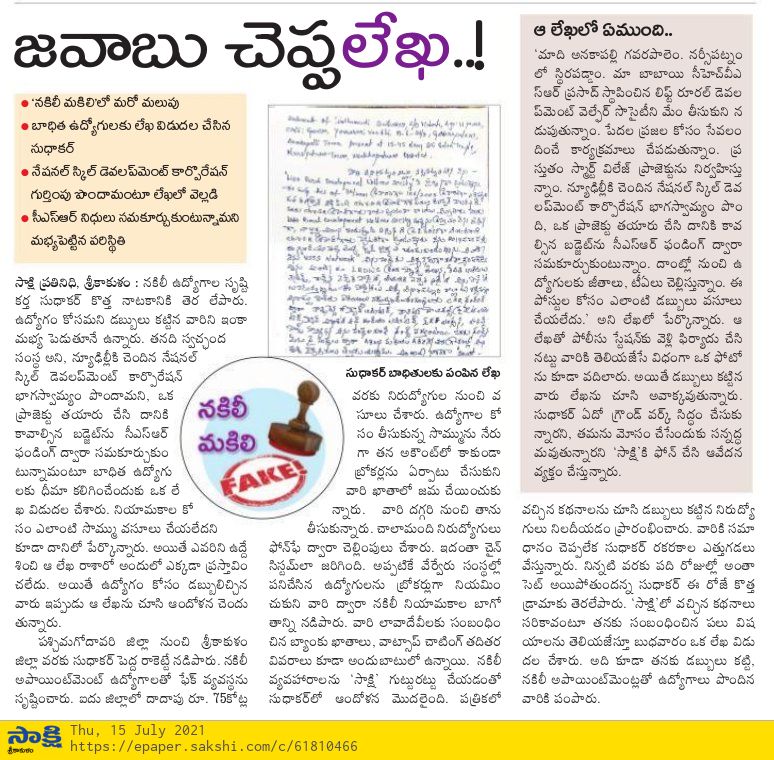 జవాబు చెప్పలేఖ..!
● 'నకిలీ మకిలి'లో మరో మలుపు
● బాధిత ఉద్యోగులకు లేఖ విడుదల చేసిన
సుధాకర్
● నేషనల్ స్కిల్ డెవలప్‌మెంట్ కార్పొరేషన్
గుర్తింపు పొందామంటూ లేఖలో వెల్లడి
● సీఎస్ఆర్ నిధులు సమకూర్చుకుంటున్నామని
మభ్యపెట్టిన పరిస్థితి
సాక్షి ప్రతినిధి, శ్రీకాకుళం : నకిలీ ఉద్యోగాల సృష్టి
కర్త సుధాకర్ కొత్త నాటకానికి తెర లేపారు.
ఉద్యోగం కోసమని డబ్బులు కట్టిన వారిని ఇంకా
మభ్య పెడుతూనే ఉన్నారు. తనది స్వచ్ఛంద
సంస్థ అని, న్యూఢిల్లీకి చెందిన నేషనల్
స్కిల్ డెవలప్‌మెంట్ కార్పొరేషన్
భాగస్వామ్యం పొందామని, ఒక
ప్రాజెక్టు తయారు చేసి దానికి
కావాల్సిన బడ్జెట్‌ను సీఎస్ఆర్
ఫండింగ్ ద్వారా సమకూర్చుకుం
టున్నామంటూ బాధిత ఉద్యోగు
లకు ధీమా కలిగించేందుకు ఒక లే
ఖ విడుదల చేశారు. నియామకాల కో
సం ఎలాంటి సొమ్ము వసూలు చేయలేదని
కూడా దానిలో పేర్కొన్నారు. అయితే ఎవరిని ఉద్దే
శించి ఆ లేఖ రాశారో అందులో ఎక్కడా ప్రస్తావిం
చలేదు. అయితే ఉద్యోగం కోసం డబ్బులిచ్చిన
వారు ఇప్పుడు ఆ లేఖను చూసి ఆందోళన చెందు
తున్నారు.
పశ్చిమగోదావరి జిల్లా నుంచి శ్రీకాకుళం
జిల్లా వరకు సుధాకర్ పెద్ద రాకెట్టే నడిపారు. నకిలీ
అపాయింట్‌మెంట్ ఉద్యోగాలతో ఫేక్ వ్యవస్థను
సృష్టించారు. ఐదు జిల్లాల్లో దాదాపు రూ. 75కోట్ల
సుధాకర్ బాధితులకు పంపిన లేఖ
నకిలీ
మకిలి
FAKE!
వరకు నిరుద్యోగుల నుంచి వ
సూలు చేశారు. ఉద్యోగాల కో
సం తీసుకున్న సొమ్మును నేరు
గా తన అకౌంట్‌లో కాకుండా
బ్రోకర్లను ఏర్పాటు చేసుకుని
వారి ఖాతాలో జమ చేయించుకు
న్నారు. వారి దగ్గరి నుంచి తాను
తీసుకున్నారు. చాలామంది నిరుద్యోగులు
ఫోన్‌ఫే ద్వారా చెల్లింపులు చేశారు. ఇదంతా చైన్
సిస్టమ్‌లా జరిగింది. అప్పటికే వేర్వేరు సంస్థల్లో
పనిచేసిన ఉద్యోగులను బ్రోకర్లుగా నియమిం
చుకుని వారి ద్వారా నకిలీ నియామకాల బాగో
తాన్ని నడిపారు. వారి లావాదేవీలకు సంబంధిం
చిన బ్యాంకు ఖాతాలు, వాట్సాప్ చాటింగ్ తదితర
వివరాలు కూడా అందుబాటులో ఉన్నాయి. నకిలీ
వ్యవహారాలను 'సాక్షి' గుట్టురట్టు చేయడంతో
సుధాకర్‌లో ఆందోళన మొదలైంది. పత్రికలో
ఆ లేఖలో ఏముంది..
'మాది అనకాపల్లి గవరపాలెం. నర్సీపట్నం
లో స్థిరపడ్డాం. మా బాబాయి సీహెచ్‌వీఎ
స్ఆర్ ప్రసాద్ స్థాపించిన లిఫ్ట్ రూరల్ డెవల
ప్‌మెంట్ వెల్ఫేర్ సొసైటీని మేం తీసుకుని న
డుపుతున్నాం. పేదల ప్రజల కోసం సేవలం
దించే కార్యక్రమాలు చేపడుతున్నాం. ప్ర
స్తుతం స్మార్ట్ విలేజ్ ప్రాజెక్టును నిర్వహిస్తు
న్నాం. న్యూఢిల్లీకి చెందిన నేషనల్ స్కిల్ డెవ
లప్‌మెంట్ కార్పొరేషన్ భాగస్వామ్యం పొం
ది, ఒక ప్రాజెక్టు తయారు చేసి దానికి కావ
ల్సిన బడ్జెట్‌ను సీఎస్ఆర్ ఫండింగ్ ద్వారా
సమకూర్చుకుంటున్నాం. దాంట్లో నుంచి ఉ
ద్యోగులకు జీతాలు, టీఏలు చెల్లిస్తున్నాం. ఈ
పోస్టుల కోసం ఎలాంటి డబ్బులు వసూలు
చేయలేదు.' అని లేఖలో పేర్కొన్నారు. ఆ
లేఖతో పోలీసు స్టేషన్‌కు వెళ్లి ఫిర్యాదు చేసి
నట్టు వారికి తెలియజేసే విధంగా ఒక ఫొటో
ను కూడా వదిలారు. అయితే డబ్బులు కట్టిన
వారు లేఖను చూసి అవాక్కవుతున్నారు.
సుధాకర్ ఏదో గ్రౌండ్ వర్క్ సిద్ధం చేసుకు
న్నారని, తమను మోసం చేసేందుకు సన్నద్ధ
మవుతున్నారని 'సాక్షి'కి ఫోన్ చేసి ఆవేదన
వ్యక్తం చేస్తున్నారు.
వచ్చిన కథనాలను చూసి డబ్బులు కట్టిన నిరుద్యో
గులు నిలదీయడం ప్రారంభించారు. వారికి సమా
ధానం చెప్పలేక సుధాకర్ రకరకాల ఎత్తుగడలు
వేస్తున్నారు. నిన్నటి వరకు పది రోజుల్లో అంతా
సెట్ అయిపోతుందన్న సుధాకర్ ఈ రోజే కొత్త
డ్రామాకు తెరలేపారు. 'సాక్షి'లో వచ్చిన కథనాలు
సరికావంటూ తనకు సంబంధించిన పలు విష
యాలను తెలియజేస్తూ బుధవారం ఒక లేఖ విడు
దల చేశారు. అది కూడా తనకు డబ్బులు కట్టి,
నకిలీ అపాయింట్‌మెంట్లతో ఉద్యోగాలు పొందిన
వారికి పంపారు.
సాక్షి
శ్రీకాకుళం
Thu, 15 July 2021
https://epaper.sakshi.com/c/61810466